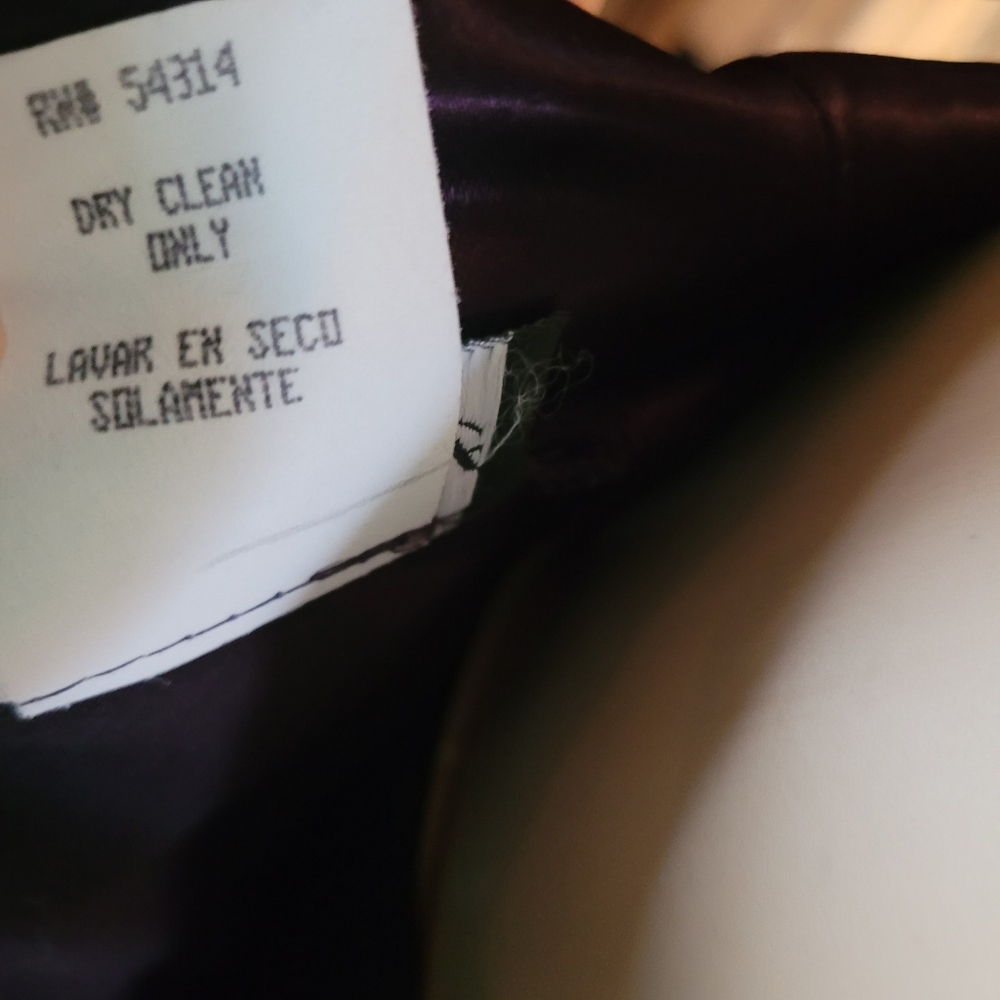 RN# 54314
DRY CLEAN
ONLY
LAVAR EN SECO
SOLAMENTE